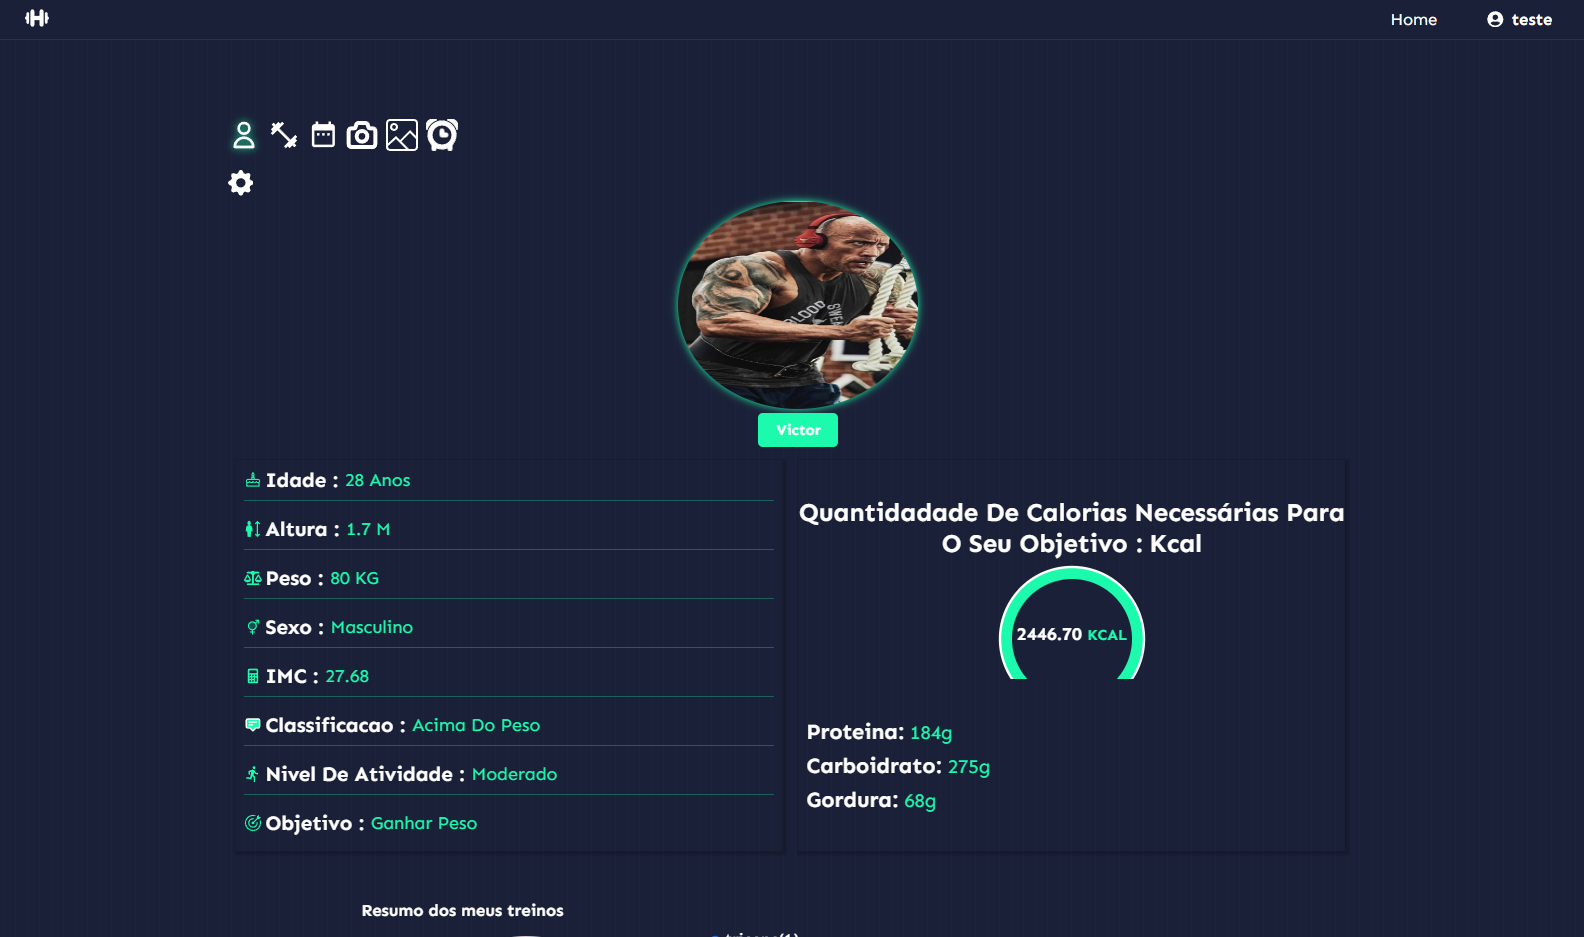 Home
teste
BLOOD
Victor
Idade : 28 Anos
Altura : 1.7 M
Peso : 80 KG
Sexo : Masculino
IMC : 27.68
Classificacao : Acima Do Peso
Nivel De Atividade : Moderado
Objetivo : Ganhar Peso
Quantidadade De Calorias Necessárias Para
O Seu Objetivo : Kcal
2446.70 KCAL
Proteina: 184g
Carboidrato: 275g
Gordura: 68g
Resumo dos meus treinos